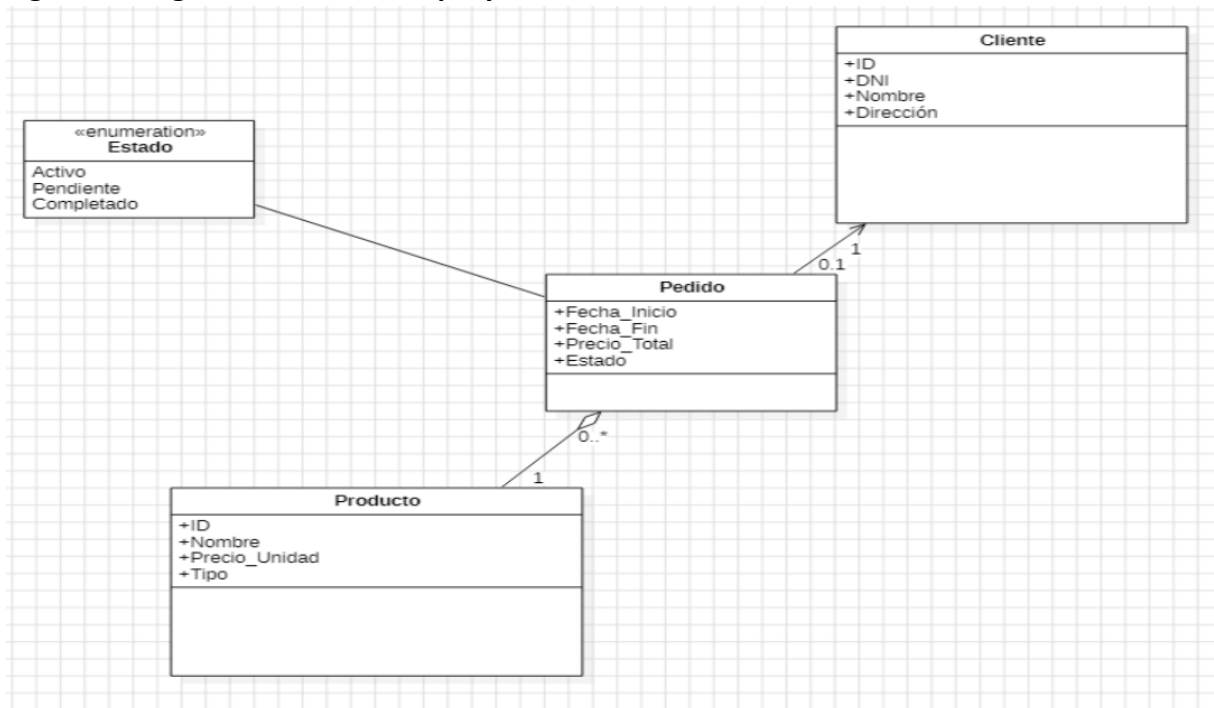 Cliente
+ID
+DNI
+Nombre
+Dirección
«enumeration»
Estado
Activo
Pendiente
Completado
1
0.1
Pedido
+Fecha_Inicio
+Fecha_Fin
+Precio_Total
+Estado
0..*
1
Producto
+ID
+Nombre
+Precio_Unidad
+Tipo